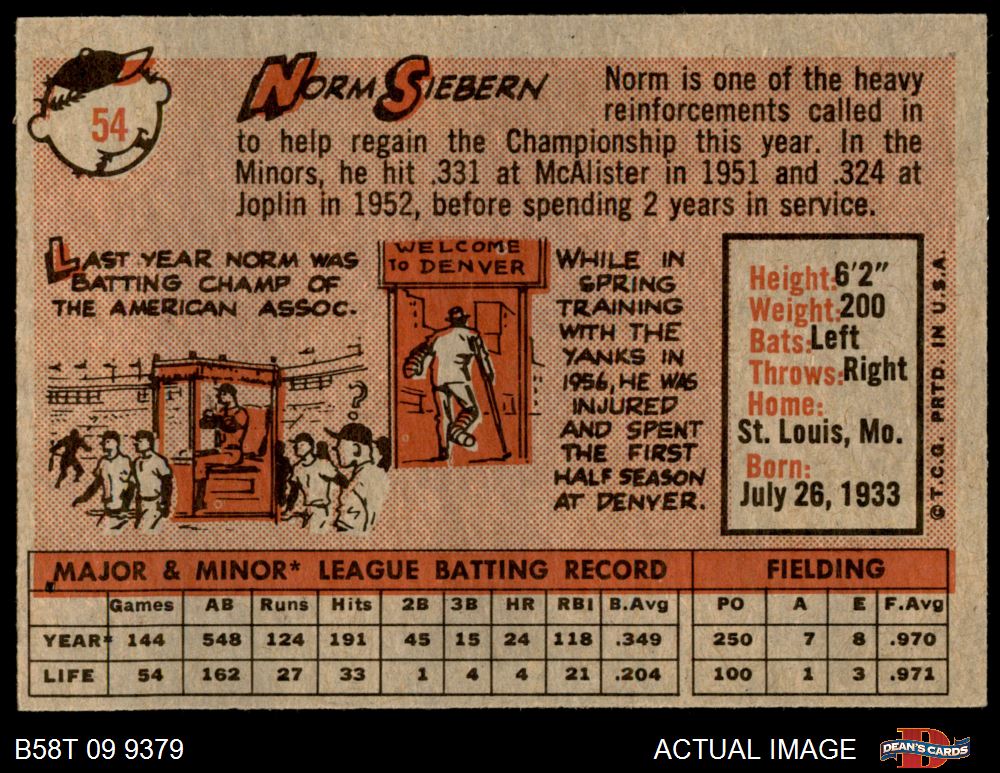 54
NORM SIEBERN
Norm is one of the heavy
reinforcements called in
to help regain the Championship this year. In the
Minors, he hit .331 at McAlister in 1951 and .324 at
Joplin in 1952, before spending 2 years in service.
LAST YEAR NORM WAS
BATTING CHAMP OF
THE AMERICAN ASSOC.
?
WELCOME
TO DENVER
WHILE IN
SPRING
TRAINING
WITH THE
YANKS IN
1956, HE WAS
INJURED
AND SPENT
THE FIRST
HALF SEASON
AT DENVER.
Height: 6'2"
Weight: 200
Bats: Left
Throws: Right
Home:
St. Louis, Mo.
Born:
July 26, 1933
© T.C.G. PRTD. IN U.S.A.
MAJOR & MINOR* LEAGUE BATTING RECORD FIELDING
Games AB Runs Hits 2B 3B HR RBI B.Avg PO A E F.Avg
YEAR* 144 548 124 191 45 15 24 118 .349 250 7 8 .970
LIFE 54 162 27 33 1 4 4 21 .204 100 1 3 .971
B58T 09 9379 ACTUAL IMAGE DEAN'S CARDS